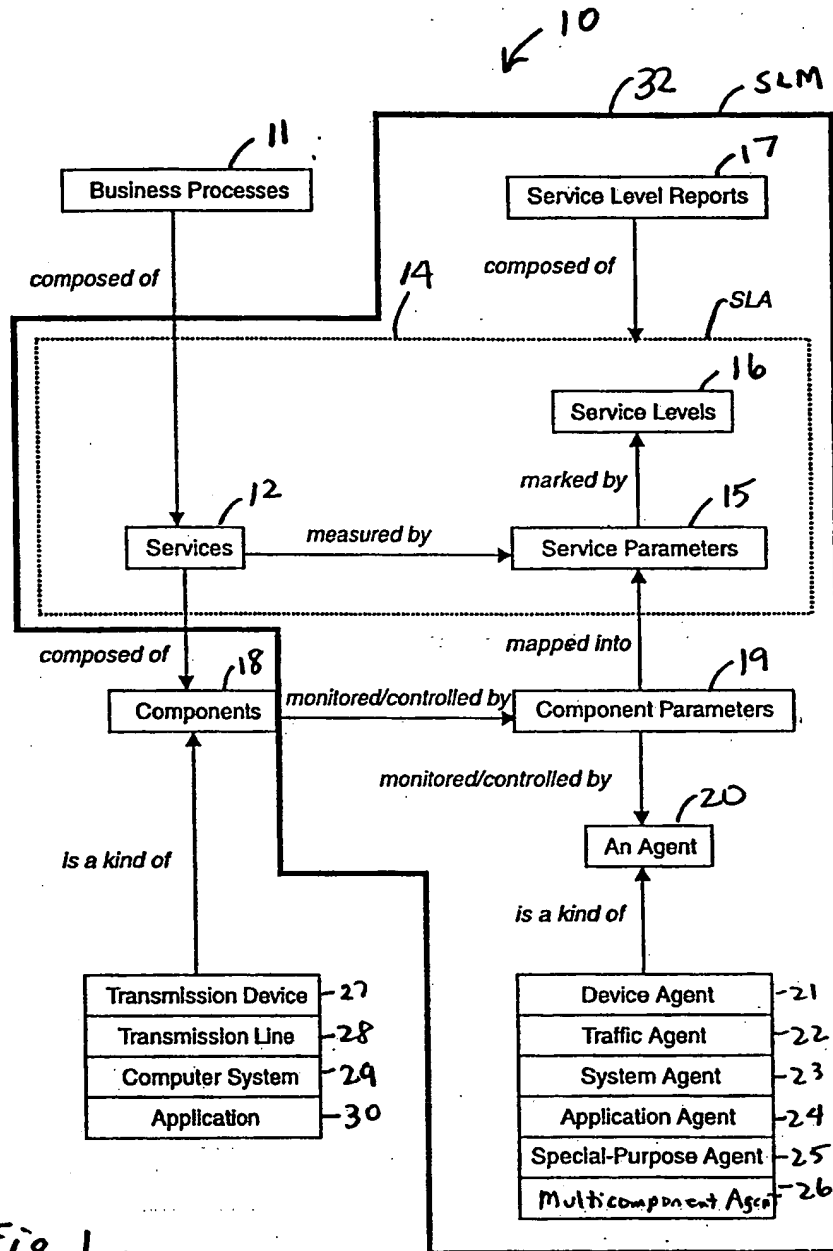 10
32 SLM
11
17
Business Processes
Service Level Reports
composed of
composed of
14
SLA
16
Service Levels
marked by
12
15
Services
measured by
Service Parameters
composed of
mapped into
18
19
Components
monitored/controlled by
Component Parameters
monitored/controlled by
20
An Agent
is a kind of
is a kind of
Transmission Device 27
Transmission Line 28
Computer System 29
Application 30
Device Agent 21
Traffic Agent 22
System Agent 23
Application Agent 24
Special-Purpose Agent 25
Multicomponent Agent 26
Fig. 1